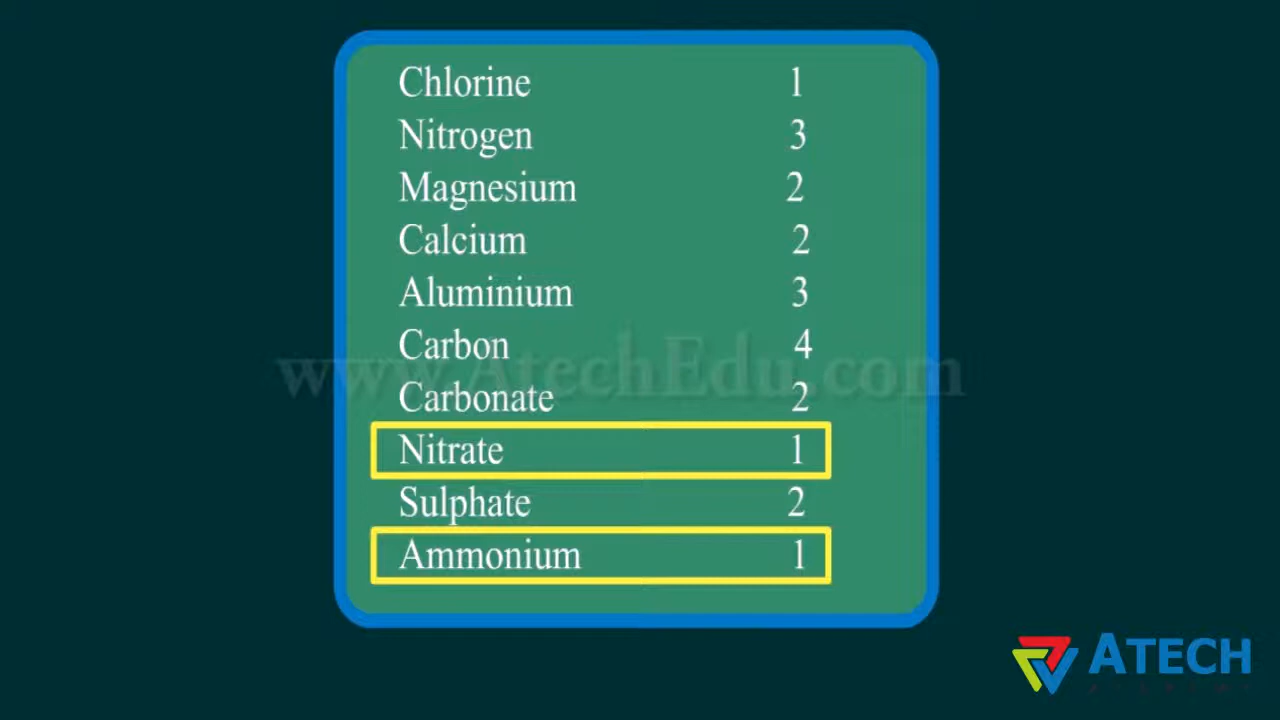 Chlorine 1
Nitrogen 3
Magnesium 2
Calcium 2
Aluminium 3
Carbon 4
www.AtechEdu.com
Carbonate 2
Nitrate 1
Sulphate 2
Ammonium 1
ATECH